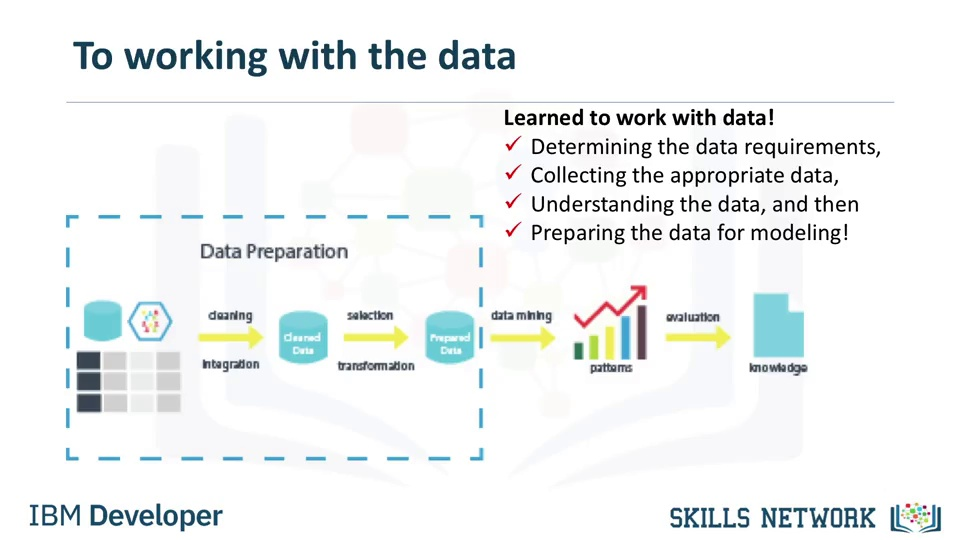 To working with the data
Learned to work with data!
✓ Determining the data requirements,
✓ Collecting the appropriate data,
✓ Understanding the data, and then
✓ Preparing the data for modeling!
Data Preparation
cleaning
integration
Cleaned
Data
selection
transformation
Prepared
Data
data mining
patterns
evaluation
knowledge
IBM Developer
SKILLS NETWORK